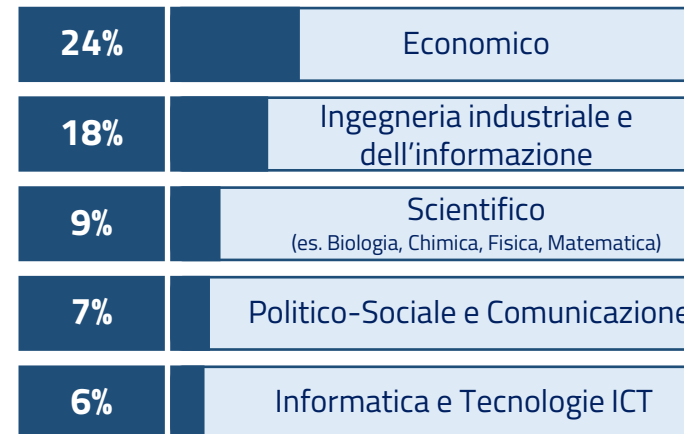 24%
Economico
18%
Ingegneria industriale e
dell'informazione
9%
Scientifico
(es. Biologia, Chimica, Fisica, Matematica)
7%
Politico-Sociale e Comunicazione
6%
Informatica e Tecnologie ICT